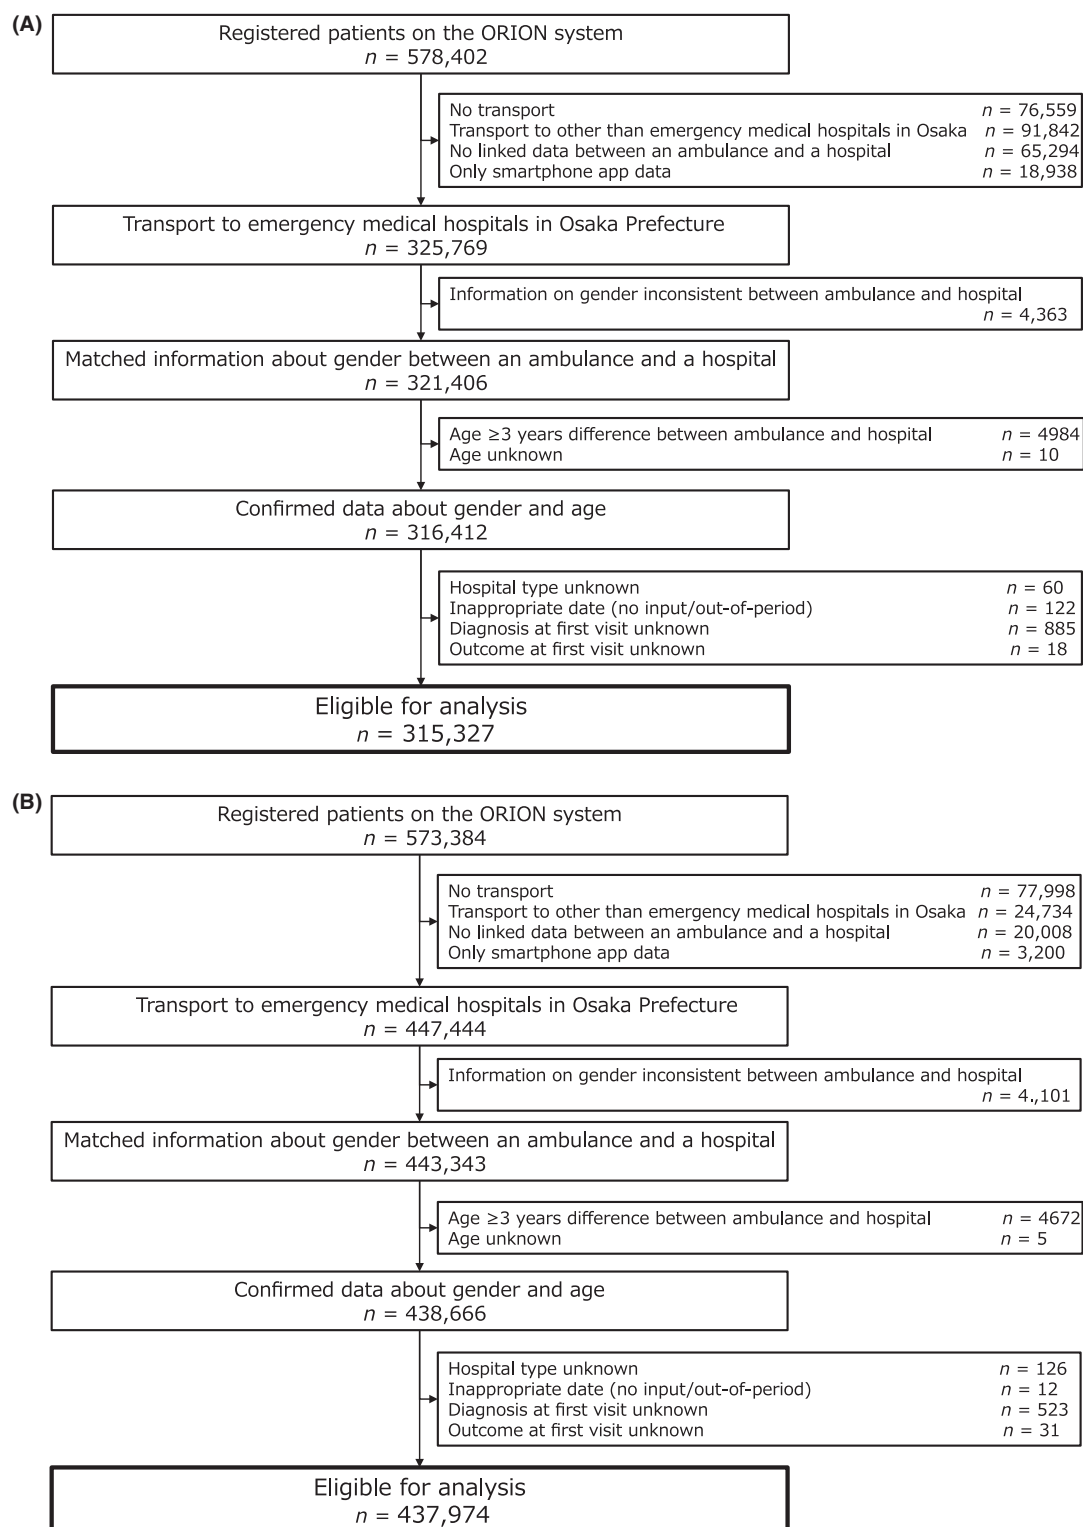 (A)
Registered patients on the ORION system
n = 578,402
No transport n = 76,559
Transport to other than emergency medical hospitals in Osaka n = 91,842
No linked data between an ambulance and a hospital n = 65,294
Only smartphone app data n = 18,938
Transport to emergency medical hospitals in Osaka Prefecture
n = 325,769
Information on gender inconsistent between ambulance and hospital
n = 4,363
Matched information about gender between an ambulance and a hospital
n = 321,406
Age ≥3 years difference between ambulance and hospital n = 4984
Age unknown n = 10
Confirmed data about gender and age
n = 316,412
Hospital type unknown n = 60
Inappropriate date (no input/out-of-period) n = 122
Diagnosis at first visit unknown n = 885
Outcome at first visit unknown n = 18
Eligible for analysis
n = 315,327
(B)
Registered patients on the ORION system
n = 573,384
No transport n = 77,998
Transport to other than emergency medical hospitals in Osaka n = 24,734
No linked data between an ambulance and a hospital n = 20,008
Only smartphone app data n = 3,200
Transport to emergency medical hospitals in Osaka Prefecture
n = 447,444
Information on gender inconsistent between ambulance and hospital
n = 4.,101
Matched information about gender between an ambulance and a hospital
n = 443,343
Age ≥3 years difference between ambulance and hospital n = 4672
Age unknown n = 5
Confirmed data about gender and age
n = 438,666
Hospital type unknown n = 126
Inappropriate date (no input/out-of-period) n = 12
Diagnosis at first visit unknown n = 523
Outcome at first visit unknown n = 31
Eligible for analysis
n = 437,974